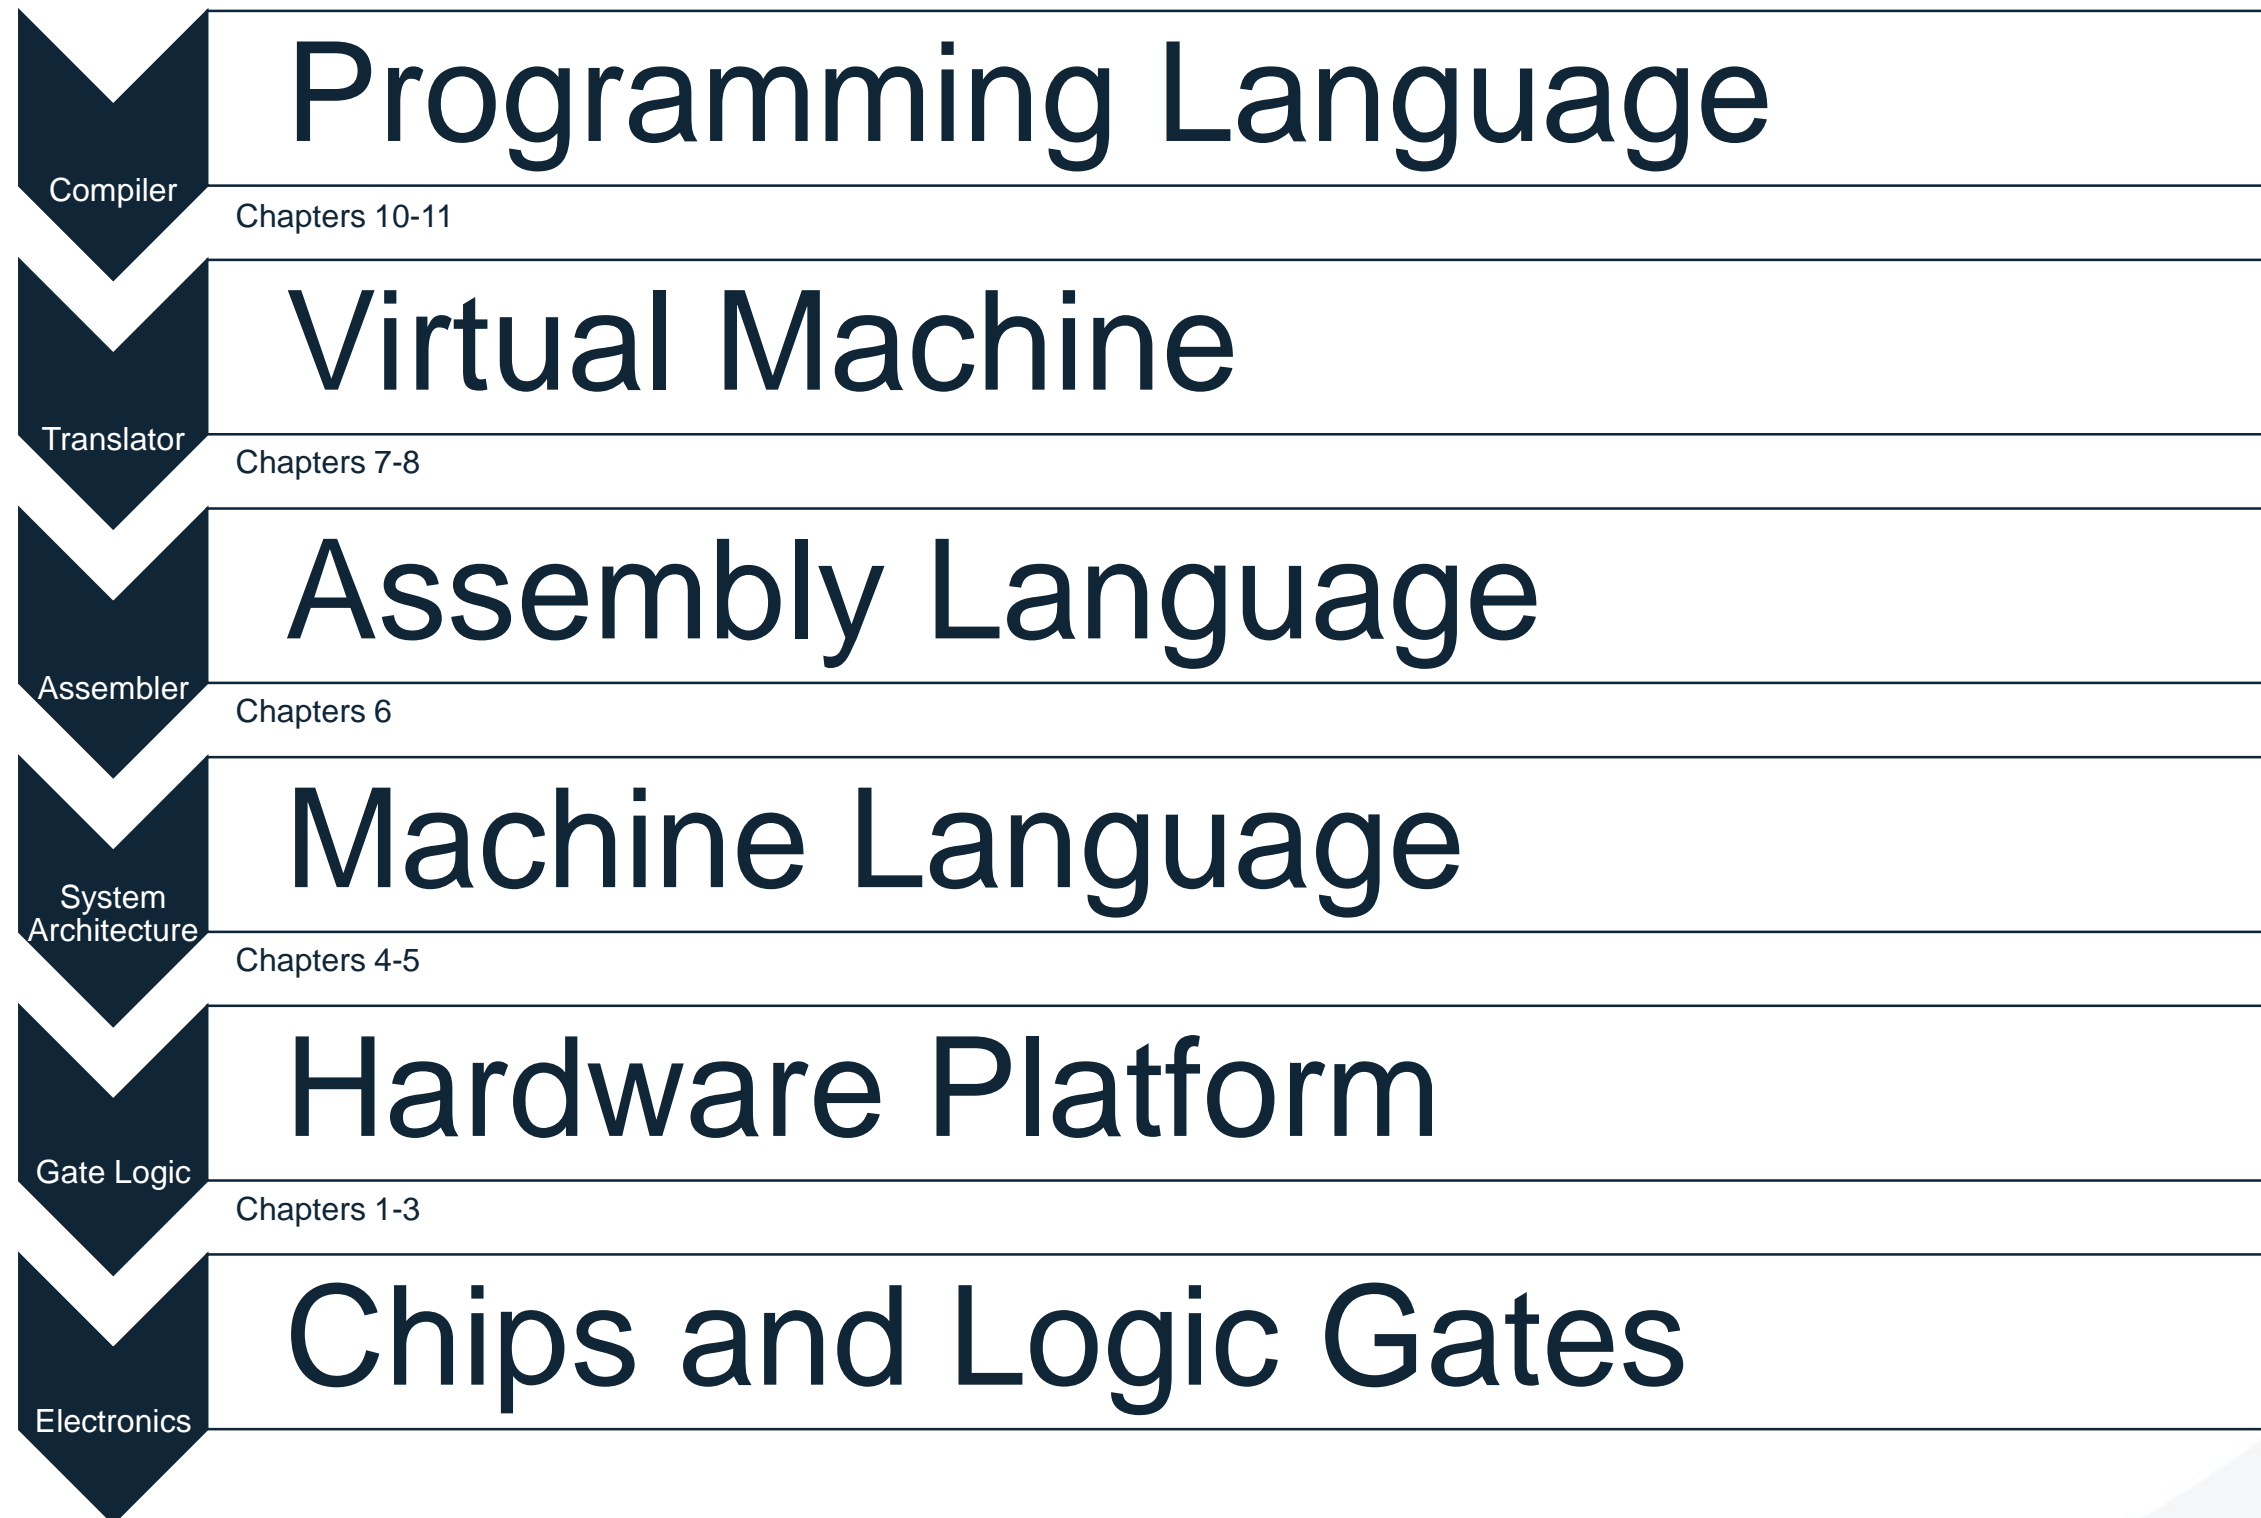 Programming Language
Compiler
Chapters 10-11
Virtual Machine
Translator
Chapters 7-8
Assembly Language
Assembler
Chapters 6
Machine Language
System
Architecture
Chapters 4-5
Hardware Platform
Gate Logic
Chapters 1-3
Chips and Logic Gates
Electronics